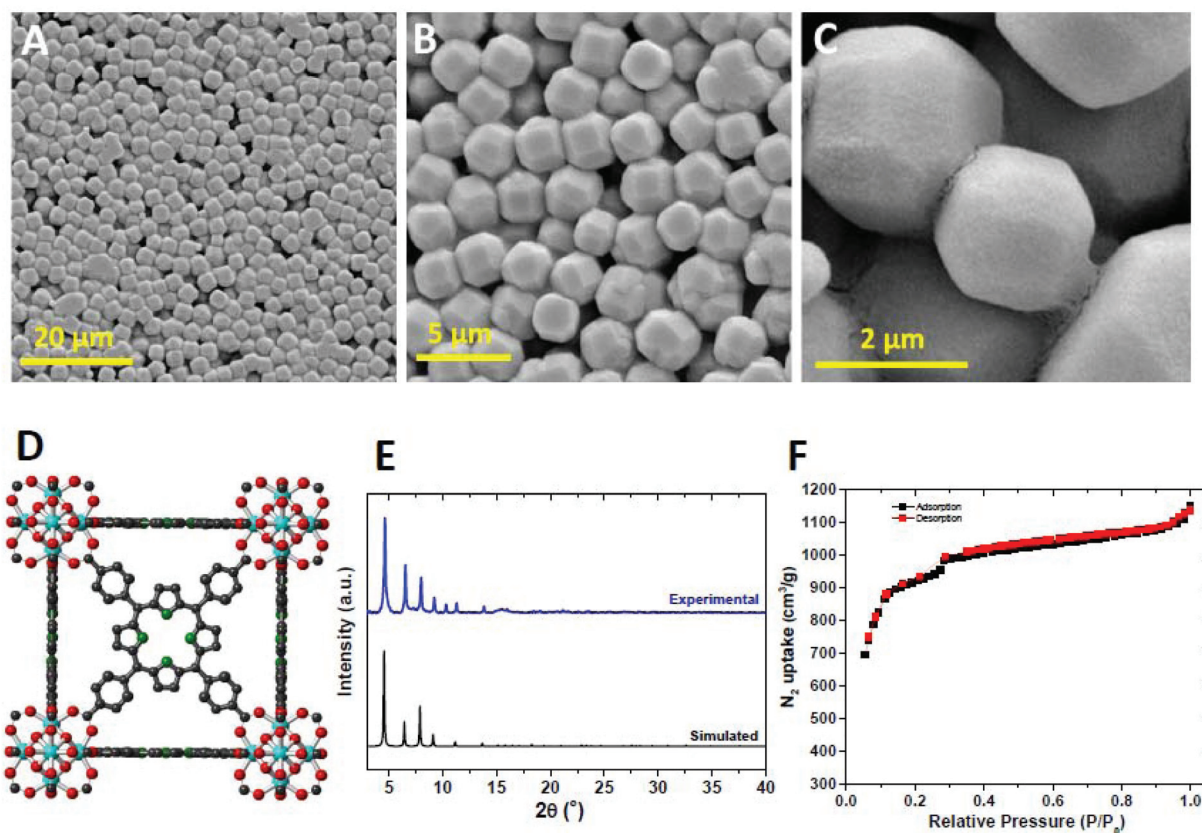 A
20 µm
B
5 µm
C
2 µm
D
E
Intensity (a.u.)
Experimental
Simulated
5 10 15 20 25 30 35 40
2θ (°)
F
N₂ uptake (cm³/g)
1200
1100
1000
900
800
700
600
500
400
300
Adsorption
Desorption
0.0 0.2 0.4 0.6 0.8 1.0
Relative Pressure (P/P₀)